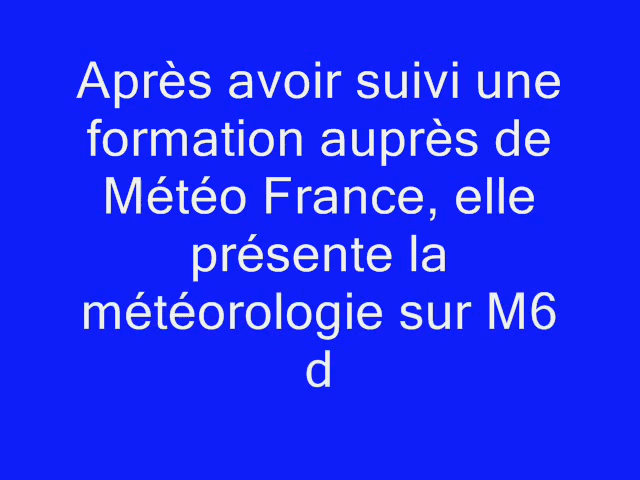 Après avoir suivi une
formation auprès de
Météo France, elle
présente la
météorologie sur M6
d